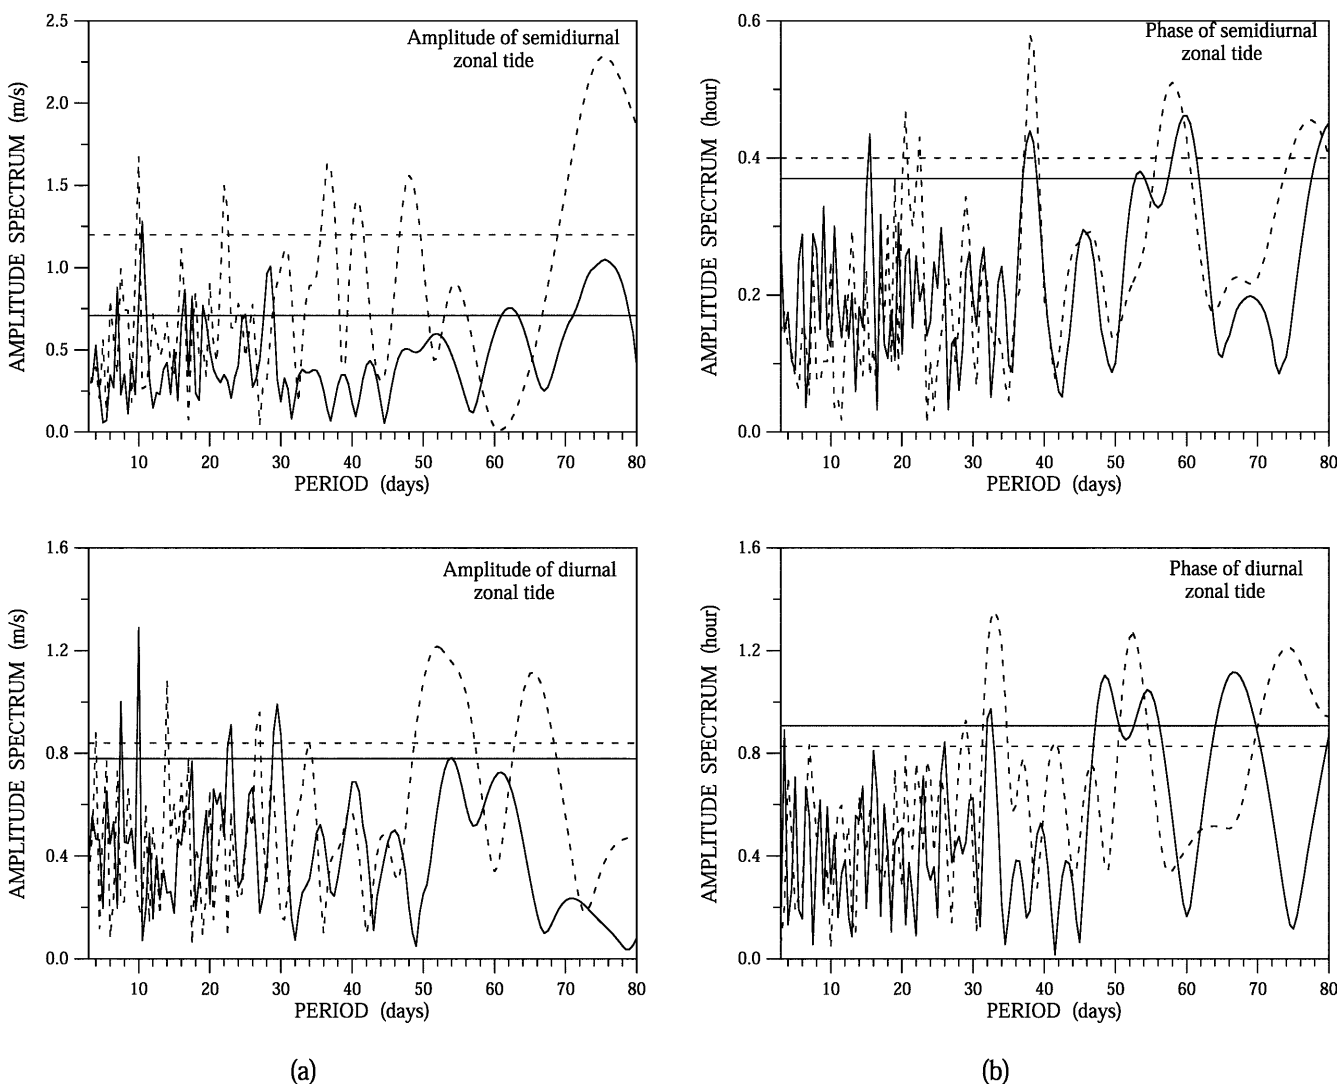 Amplitude of semidiurnal
zonal tide
AMPLITUDE SPECTRUM (m/s)
2.5
2.0
1.5
1.0
0.5
0.0
10 20 30 40 50 60 70 80
PERIOD (days)
Phase of semidiurnal
zonal tide
AMPLITUDE SPECTRUM (hour)
0.6
0.4
0.2
0.0
10 20 30 40 50 60 70 80
PERIOD (days)
Amplitude of diurnal
zonal tide
AMPLITUDE SPECTRUM (m/s)
1.6
1.2
0.8
0.4
0.0
10 20 30 40 50 60 70 80
PERIOD (days)
(a)
Phase of diurnal
zonal tide
AMPLITUDE SPECTRUM (hour)
1.6
1.2
0.8
0.4
0.0
10 20 30 40 50 60 70 80
PERIOD (days)
(b)